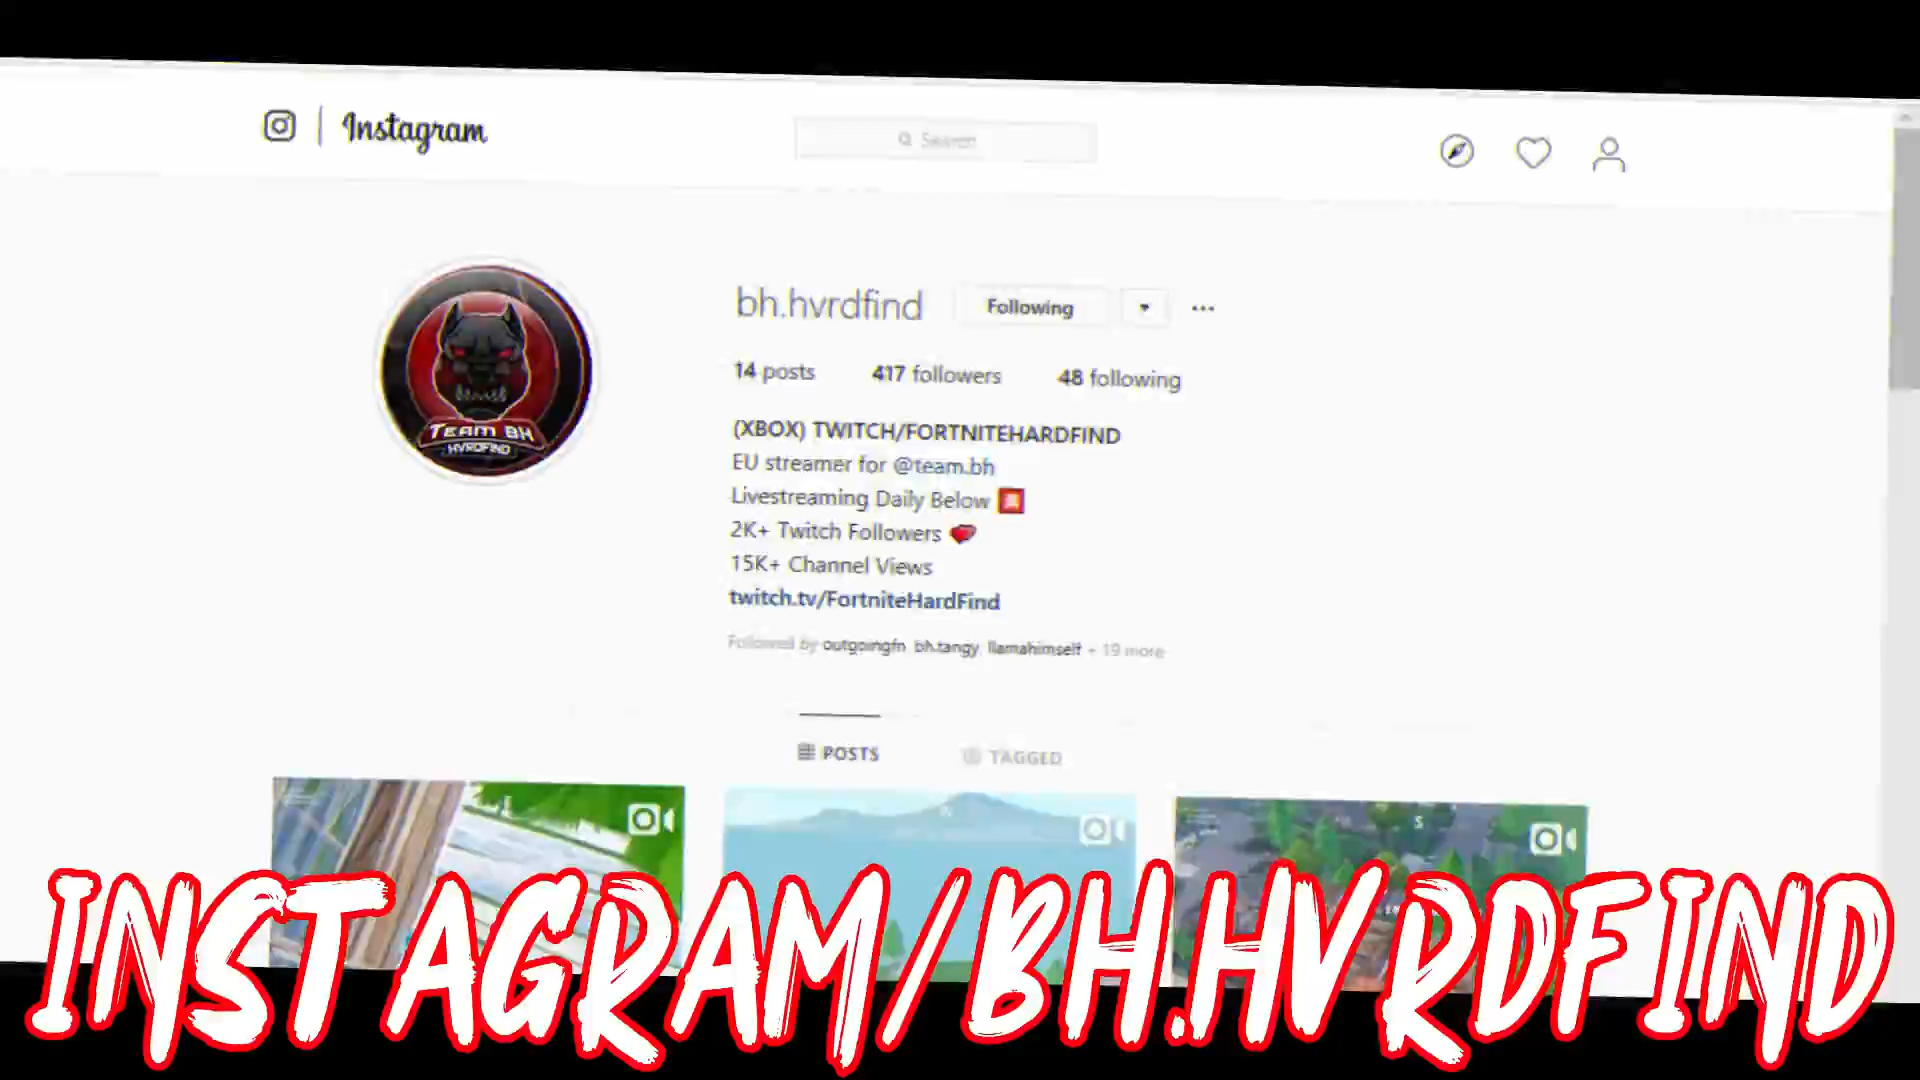 Instagram
Search
bh.hvrdfind Following
14 posts 417 followers 48 following
(XBOX) TWITCH/FORTNITEHARDFIND
EU streamer for @team.bh
Livestreaming Daily Below
2K+ Twitch Followers
15K+ Channel Views
twitch.tv/FortniteHardFind
Followed by outgoingfn, bh.tangy, llamahimself + 19 more
TEAM BH
HVRDFIND
POSTS TAGGED
INSTAGRAM/BH.HVRDFIND